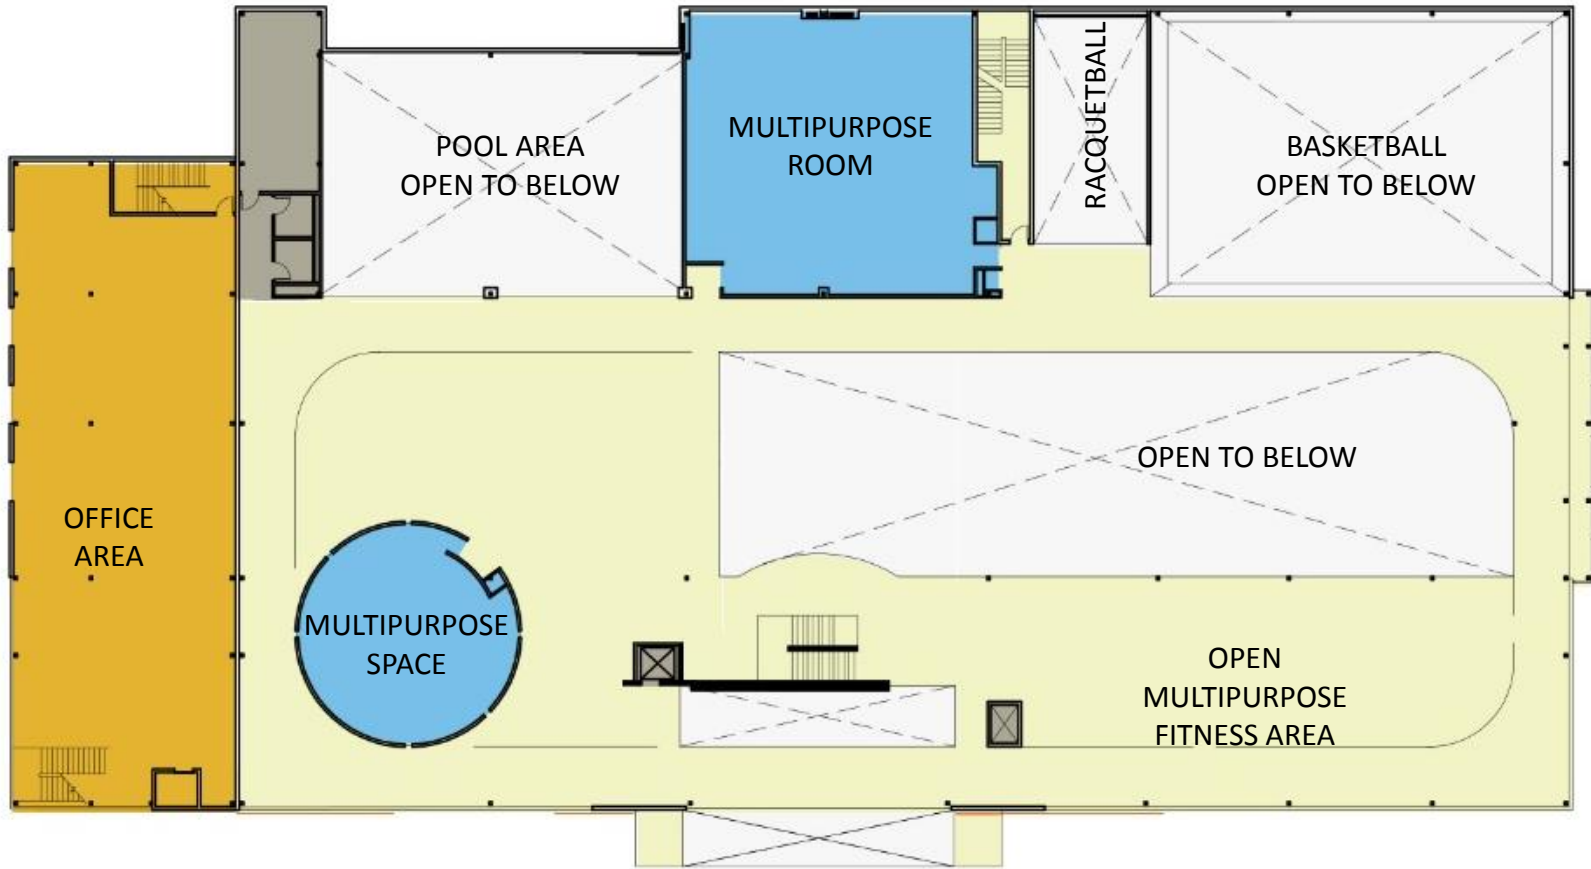 POOL AREA
OPEN TO BELOW
MULTIPURPOSE
ROOM
RACQUETBALL
BASKETBALL
OPEN TO BELOW
OPEN TO BELOW
OFFICE
AREA
MULTIPURPOSE
SPACE
OPEN
MULTIPURPOSE
FITNESS AREA